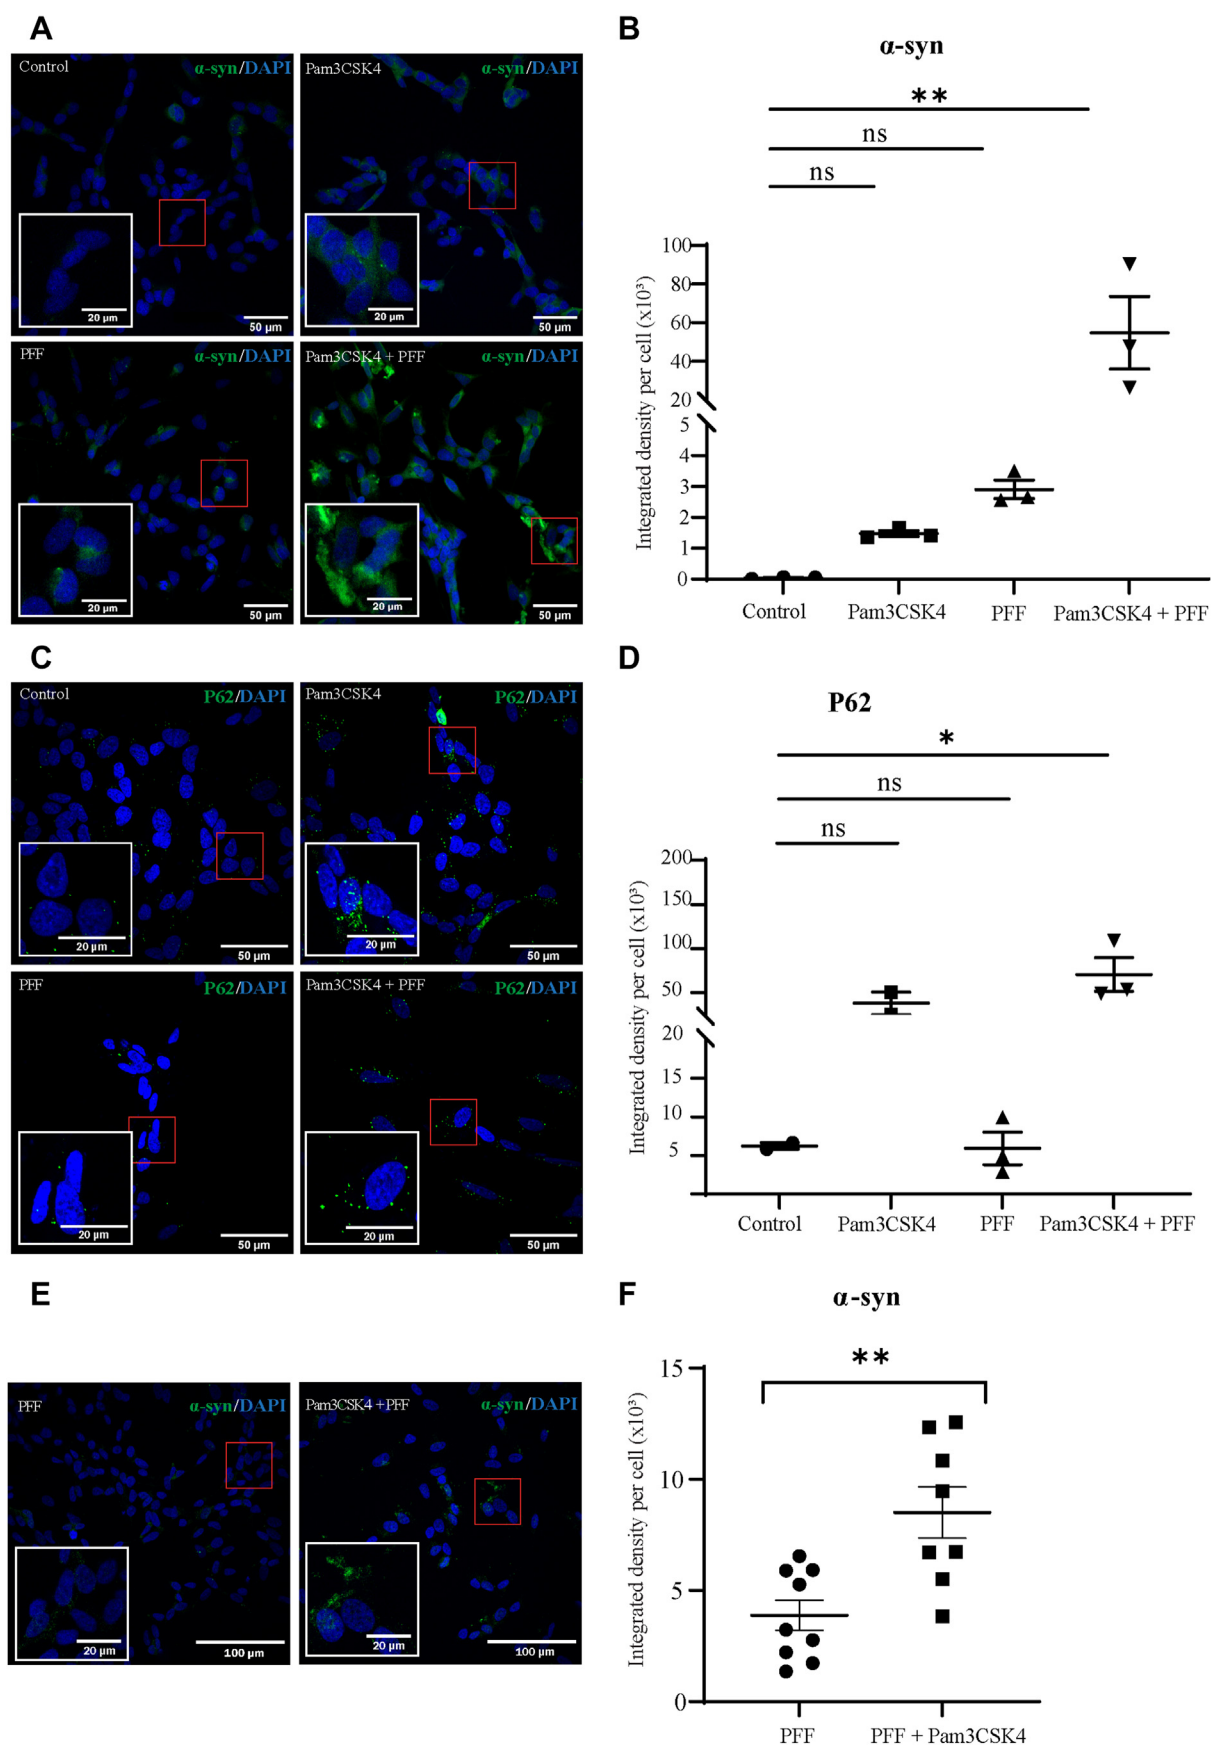 A
Control
α-syn/DAPI
20 µm
50 µm
Pam3CSK4
α-syn/DAPI
20 µm
50 µm
PFF
α-syn/DAPI
20 µm
50 µm
Pam3CSK4 + PFF
α-syn/DAPI
20 µm
50 µm
B
α-syn
**
ns
ns
Integrated density per cell (x10³)
100
80
60
40
20
5
4
3
2
1
0
Control
Pam3CSK4
PFF
Pam3CSK4 + PFF
C
Control
P62/DAPI
20 µm
50 µm
Pam3CSK4
P62/DAPI
20 µm
50 µm
PFF
P62/DAPI
20 µm
50 µm
Pam3CSK4 + PFF
P62/DAPI
20 µm
50 µm
D
P62
*
ns
ns
Integrated density per cell (x10³)
200
150
100
50
20
15
10
5
Control
Pam3CSK4
PFF
Pam3CSK4 + PFF
E
PFF
α-syn/DAPI
20 µm
100 µm
Pam3CSK4 +PFF
α-syn/DAPI
20 µm
100 µm
F
α-syn
**
Integrated density per cell (x10³)
15
10
5
0
PFF
PFF + Pam3CSK4